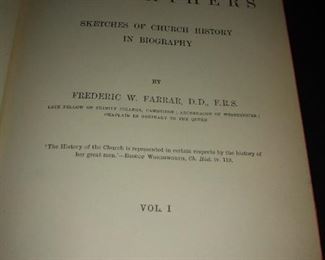 SKETCHES OF CHURCH HISTORY
IN BIOGRAPHY
BY
FREDERIC W. FARRAR, D.D., F.R.S.
LATE FELLOW OF TRINITY COLLEGE, CAMBRIDGE; ARCHDEACON OF WESTMINSTER;
CHAPLAIN IN ORDINARY TO THE QUEEN
'The History of the Church is represented in certain respects by the history of
her great men.'—BISHOP WORDSWORTH, Ch. Hist. iv. 119.
VOL. I